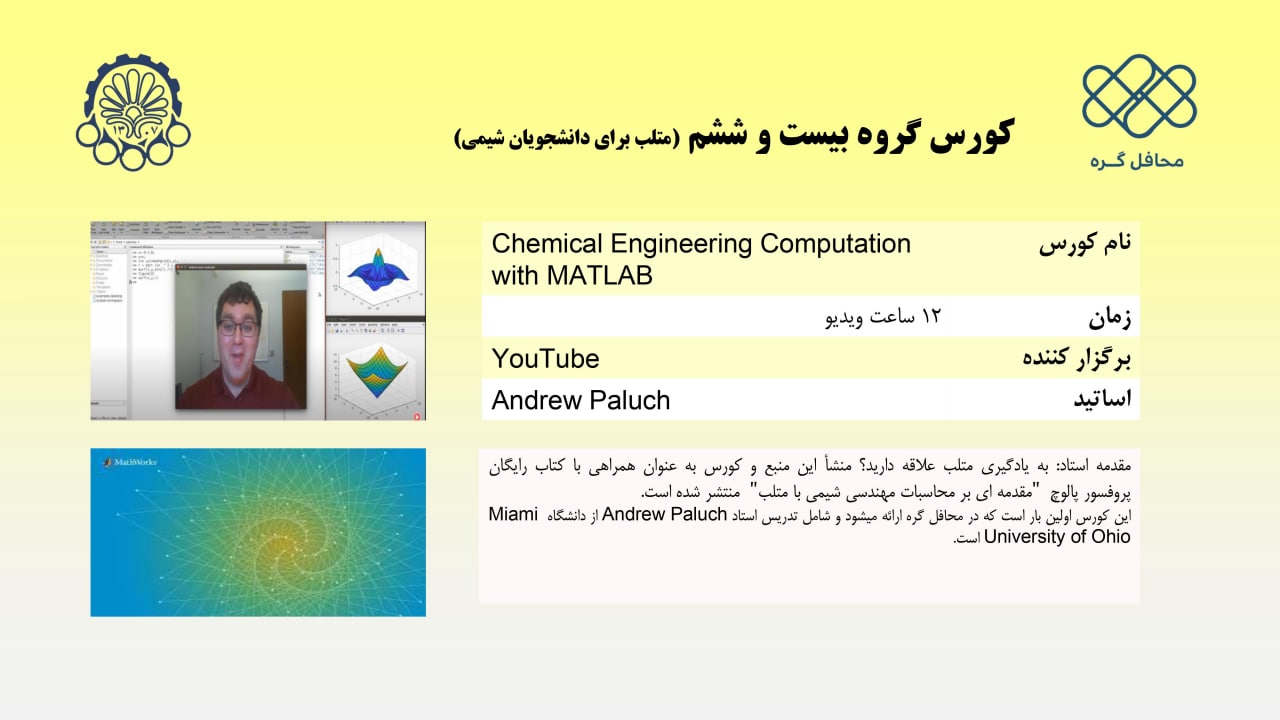 محافل گره
۱۳۰۷
کورس گروه بیست و ششم (متلب برای دانشجویان شیمی)
نام کورس
Chemical Engineering Computation
with MATLAB
زمان
۱۲ ساعت ویدیو
برگزار کننده
YouTube
اساتید
Andrew Paluch
مقدمه استاد: به یادگیری متلب علاقه دارید؟ منشأ این منبع و کورس به عنوان همراهی با کتاب رایگان
پروفسور پالوچ "مقدمه ای بر محاسبات مهندسی شیمی با متلب" منتشر شده است.
این کورس اولین بار است که در محافل گره ارائه میشود و شامل تدریس استاد Andrew Paluch از دانشگاه Miami
University of Ohio است.
MathWorks